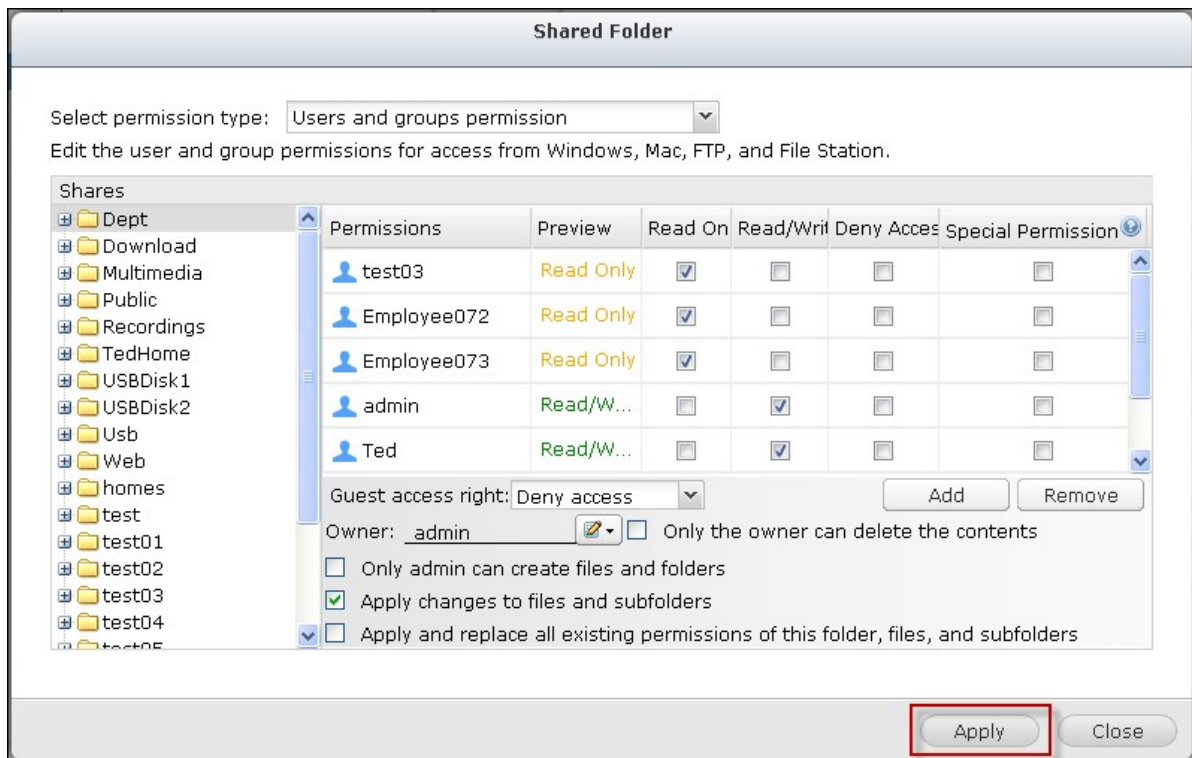 Shared Folder
Select permission type: Users and groups permission
Edit the user and group permissions for access from Windows, Mac, FTP, and File Station.
Shares
Dept
Download
Multimedia
Public
Recordings
TedHome
USBDisk1
USBDisk2
Usb
Web
homes
test
test01
test02
test03
test04
Permissions Preview Read On Read/Wri Deny Acces Special Permission
test03 Read Only
Employee072 Read Only
Employee073 Read Only
admin Read/W...
Ted Read/W...
Guest access right: Deny access Add Remove
Owner: admin Only the owner can delete the contents
Only admin can create files and folders
Apply changes to files and subfolders
Apply and replace all existing permissions of this folder, files, and subfolders
Apply Close